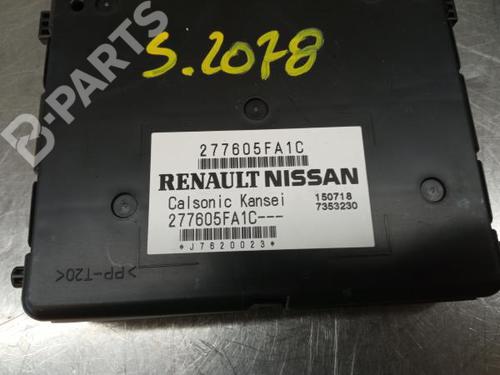 B-PARTS
S.2078
277605FA1C
RENAULT NISSAN
Calsonic Kansei 150718
277605FA1C--- 7353230
*J7620023*
>PP-T20<